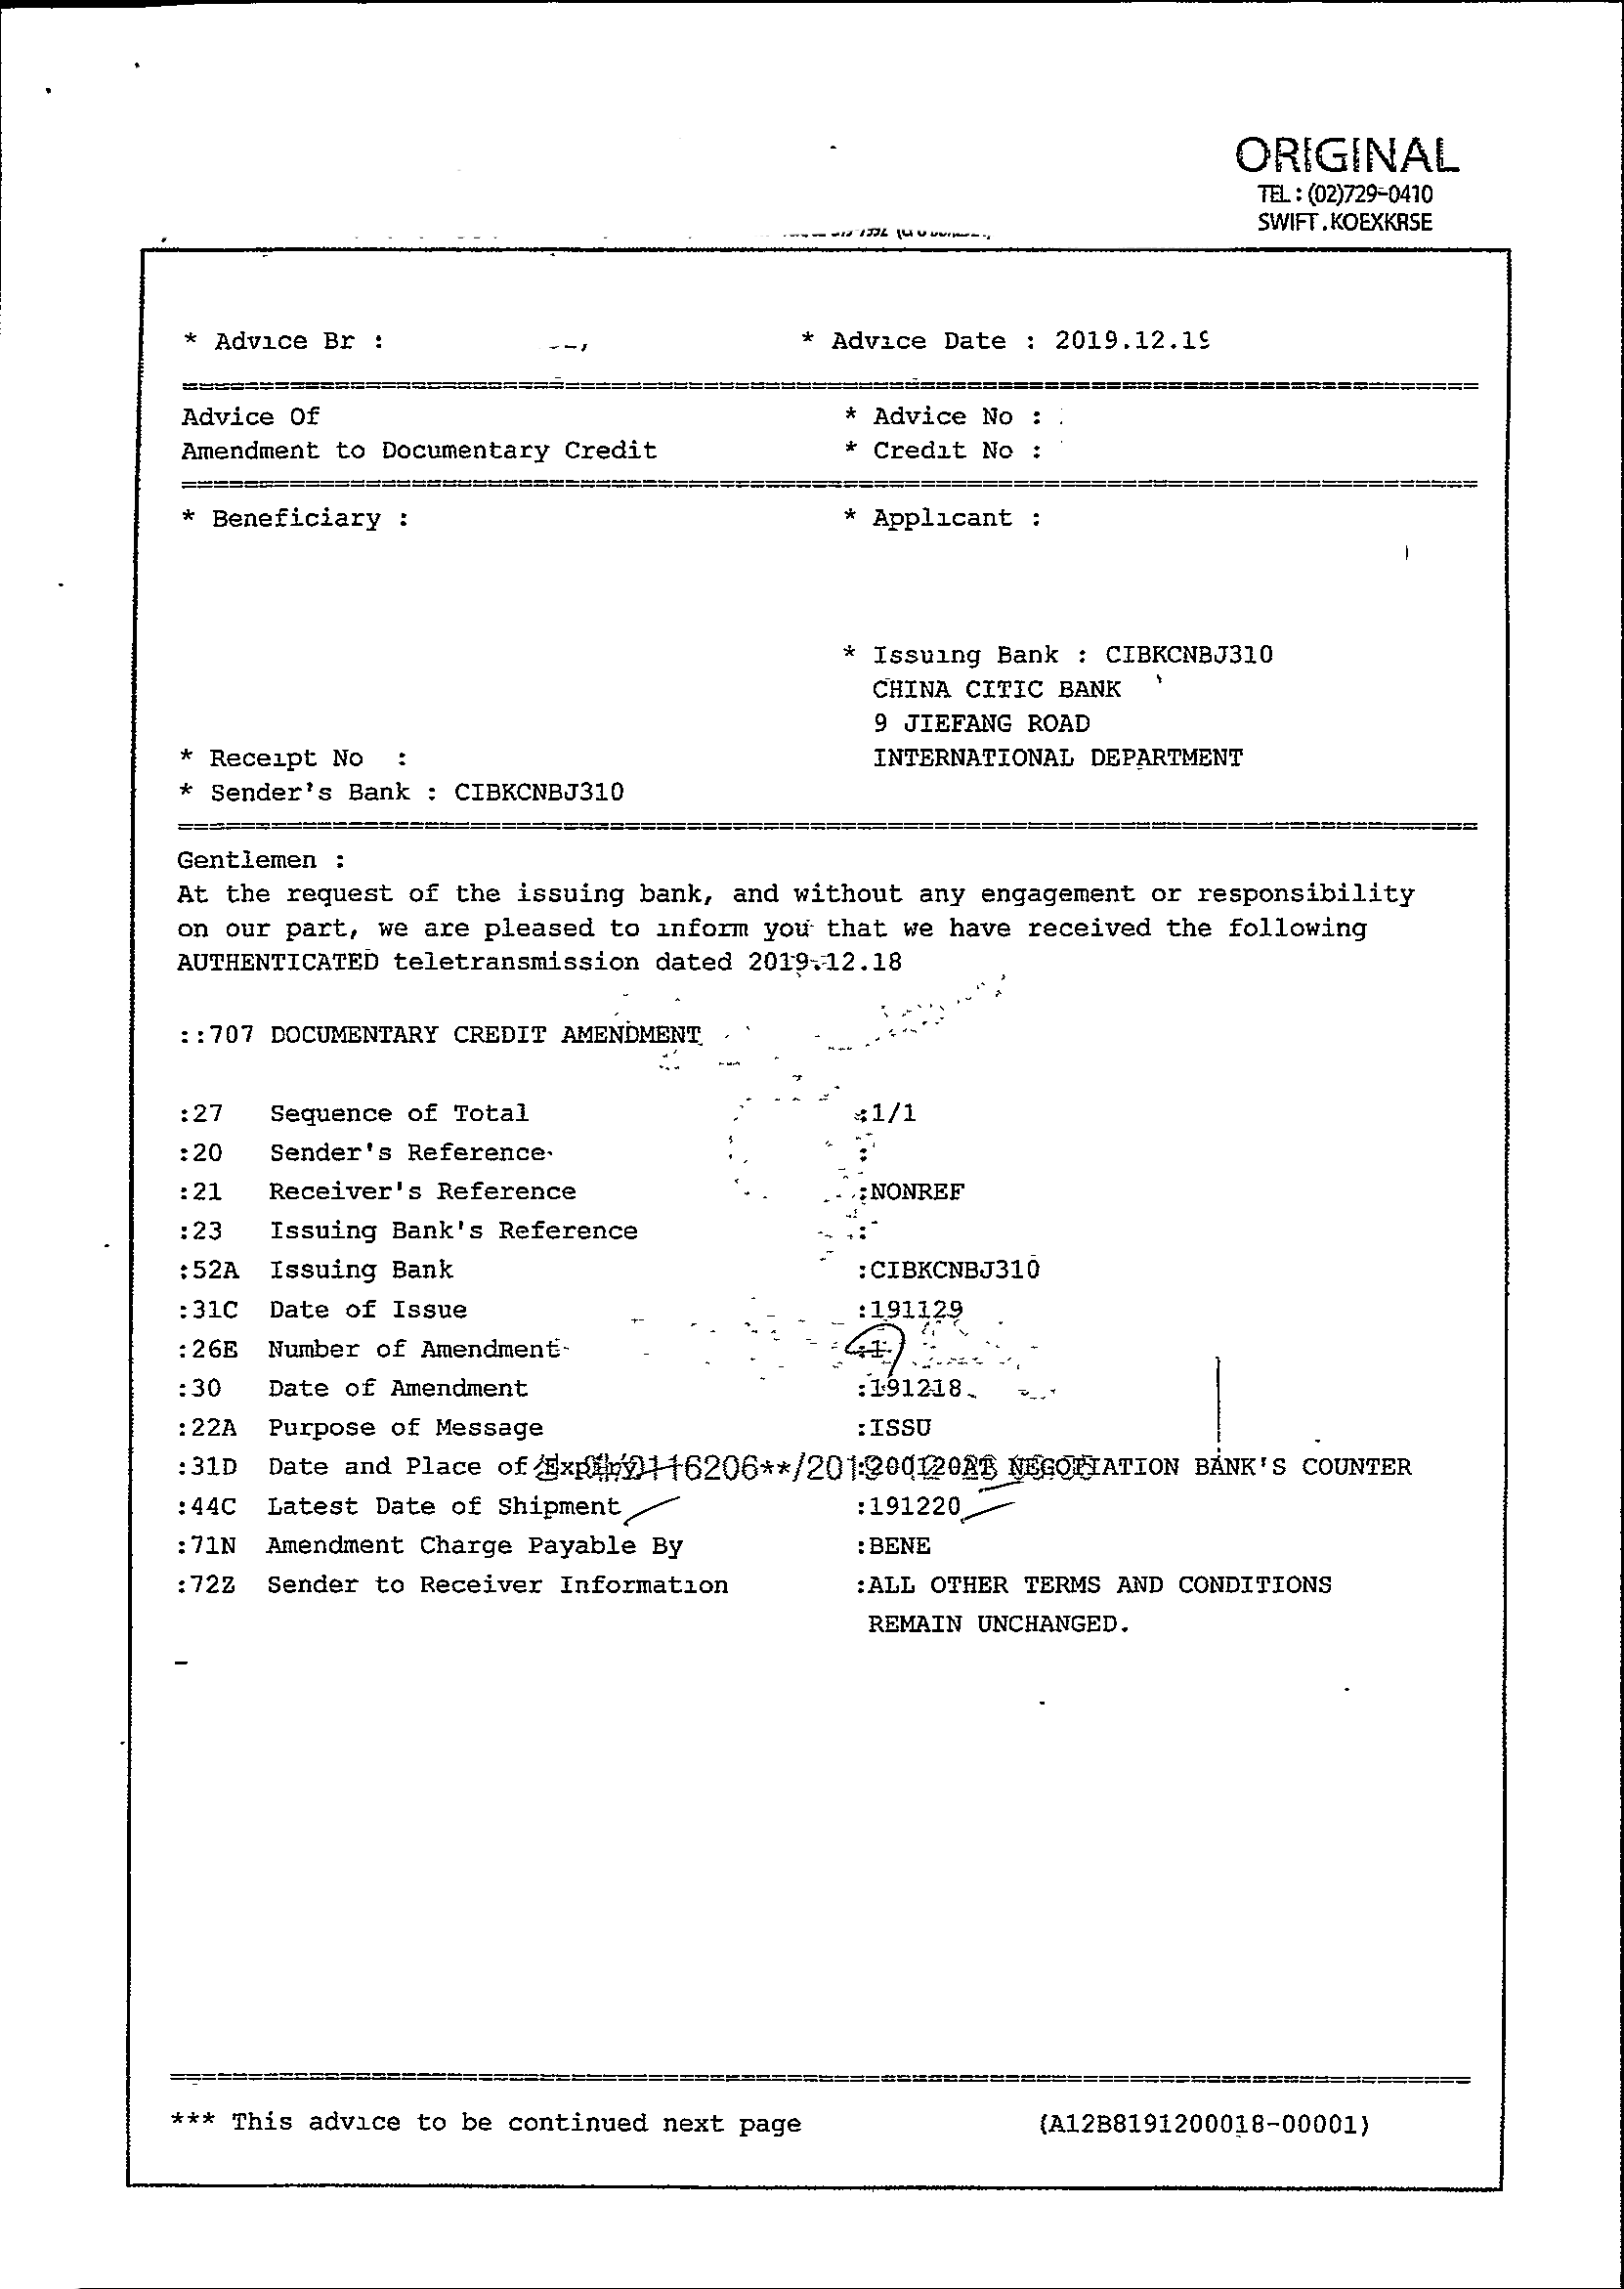 ORIGINAL
TEL : (02)729-0410
SWIFT . KOEXKRSE
* Advice Br : * Advice Date : 2019.12.19
================================================================
Advice Of * Advice No :
Amendment to Documentary Credit * Credit No :
================================================================
* Beneficiary : * Applicant :
* Issuing Bank : CIBKCNBJ310
CHINA CITIC BANK
9 JIEFANG ROAD
* Receipt No : INTERNATIONAL DEPARTMENT
* Sender's Bank : CIBKCNBJ310
================================================================
Gentlemen :
At the request of the issuing bank, and without any engagement or responsibility
on our part, we are pleased to inform you that we have received the following
AUTHENTICATED teletransmission dated 2019.12.18
::707 DOCUMENTARY CREDIT AMENDMENT
:27 Sequence of Total :1/1
:20 Sender's Reference :
:21 Receiver's Reference :NONREF
:23 Issuing Bank's Reference :
:52A Issuing Bank :CIBKCNBJ310
:31C Date of Issue :191129
:26E Number of Amendment :1
:30 Date of Amendment :191218
:22A Purpose of Message :ISSU
:31D Date and Place of 6206**/201 NEGOTIATION BANK'S COUNTER
:44C Latest Date of Shipment :191220
:71N Amendment Charge Payable By :BENE
:72Z Sender to Receiver Information :ALL OTHER TERMS AND CONDITIONS
REMAIN UNCHANGED.
–
================================================================
*** This advice to be continued next page (A12B8191200018-00001)